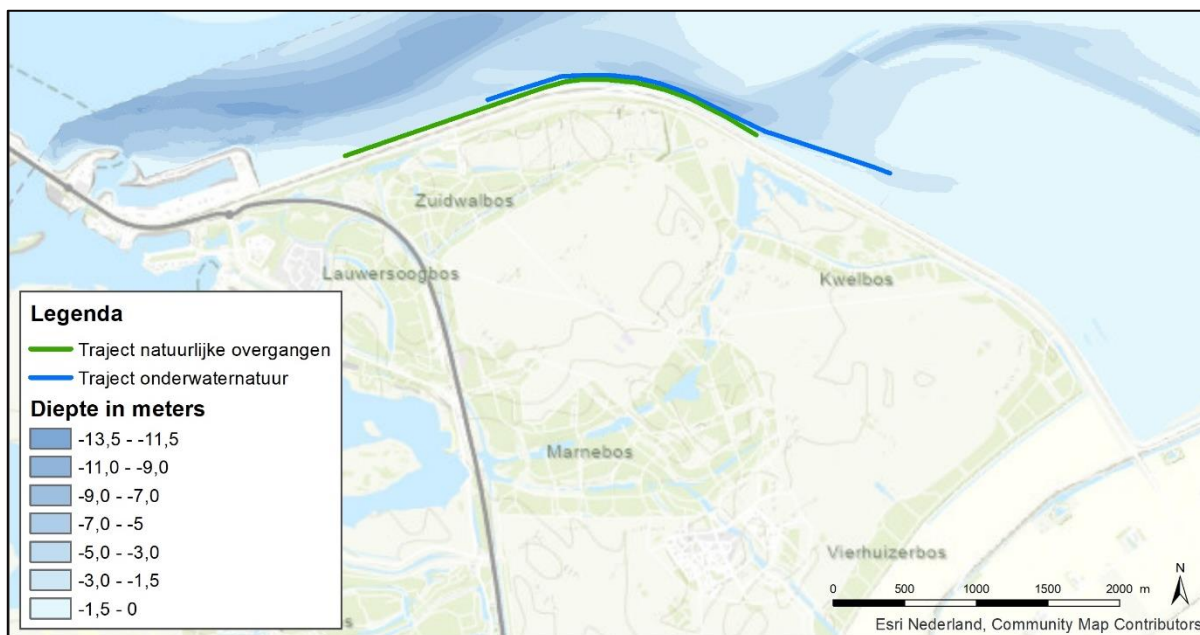 Zuidwalbos
Lauwersoogbos
Kwelbos
Marnebos
Vierhuizerbos
Legenda
Traject natuurlijke overgangen
Traject onderwaternatuur
Diepte in meters
-13,5 - -11,5
-11,0 - -9,0
-9,0 - -7,0
-7,0 - -5
-5,0 - -3,0
-3,0 - -1,5
-1,5 - 0
N
0 500 1000 1500 2000 m
Esri Nederland, Community Map Contributors